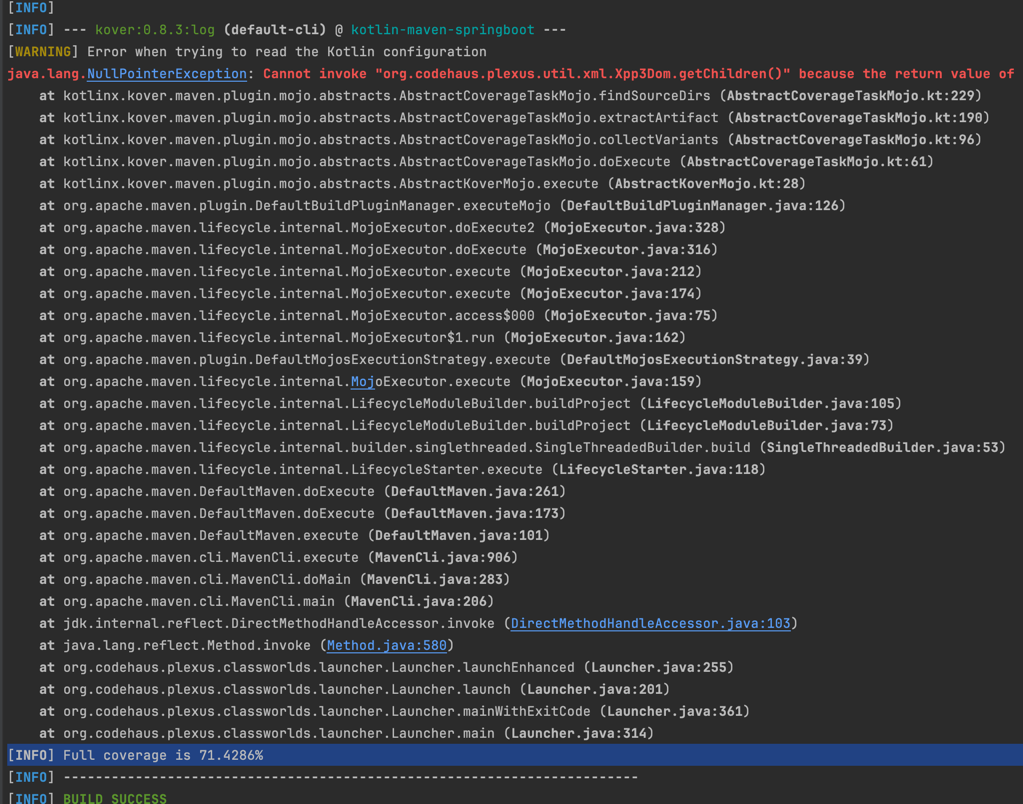 [INFO]
[INFO] --- kover:0.8.3:log (default-cli) @ kotlin-maven-springboot ---
[WARNING] Error when trying to read the Kotlin configuration
java.lang.NullPointerException: Cannot invoke "org.codehaus.plexus.util.xml.Xpp3Dom.getChildren()" because the return value of
at kotlinx.kover.maven.plugin.mojo.abstracts.AbstractCoverageTaskMojo.findSourceDirs (AbstractCoverageTaskMojo.kt:229)
at kotlinx.kover.maven.plugin.mojo.abstracts.AbstractCoverageTaskMojo.extractArtifact (AbstractCoverageTaskMojo.kt:190)
at kotlinx.kover.maven.plugin.mojo.abstracts.AbstractCoverageTaskMojo.collectVariants (AbstractCoverageTaskMojo.kt:96)
at kotlinx.kover.maven.plugin.mojo.abstracts.AbstractCoverageTaskMojo.doExecute (AbstractCoverageTaskMojo.kt:61)
at kotlinx.kover.maven.plugin.mojo.abstracts.AbstractKoverMojo.execute (AbstractKoverMojo.kt:28)
at org.apache.maven.plugin.DefaultBuildPluginManager.executeMojo (DefaultBuildPluginManager.java:126)
at org.apache.maven.lifecycle.internal.MojoExecutor.doExecute2 (MojoExecutor.java:328)
at org.apache.maven.lifecycle.internal.MojoExecutor.doExecute (MojoExecutor.java:316)
at org.apache.maven.lifecycle.internal.MojoExecutor.execute (MojoExecutor.java:212)
at org.apache.maven.lifecycle.internal.MojoExecutor.execute (MojoExecutor.java:174)
at org.apache.maven.lifecycle.internal.MojoExecutor.access$000 (MojoExecutor.java:75)
at org.apache.maven.lifecycle.internal.MojoExecutor$1.run (MojoExecutor.java:162)
at org.apache.maven.plugin.DefaultMojosExecutionStrategy.execute (DefaultMojosExecutionStrategy.java:39)
at org.apache.maven.lifecycle.internal.MojoExecutor.execute (MojoExecutor.java:159)
at org.apache.maven.lifecycle.internal.LifecycleModuleBuilder.buildProject (LifecycleModuleBuilder.java:105)
at org.apache.maven.lifecycle.internal.LifecycleModuleBuilder.buildProject (LifecycleModuleBuilder.java:73)
at org.apache.maven.lifecycle.internal.builder.singlethreaded.SingleThreadedBuilder.build (SingleThreadedBuilder.java:53)
at org.apache.maven.lifecycle.internal.LifecycleStarter.execute (LifecycleStarter.java:118)
at org.apache.maven.DefaultMaven.doExecute (DefaultMaven.java:261)
at org.apache.maven.DefaultMaven.doExecute (DefaultMaven.java:173)
at org.apache.maven.DefaultMaven.execute (DefaultMaven.java:101)
at org.apache.maven.cli.MavenCli.execute (MavenCli.java:906)
at org.apache.maven.cli.MavenCli.doMain (MavenCli.java:283)
at org.apache.maven.cli.MavenCli.main (MavenCli.java:206)
at jdk.internal.reflect.DirectMethodHandleAccessor.invoke (DirectMethodHandleAccessor.java:103)
at java.lang.reflect.Method.invoke (Method.java:580)
at org.codehaus.plexus.classworlds.launcher.Launcher.launchEnhanced (Launcher.java:255)
at org.codehaus.plexus.classworlds.launcher.Launcher.launch (Launcher.java:201)
at org.codehaus.plexus.classworlds.launcher.Launcher.mainWithExitCode (Launcher.java:361)
at org.codehaus.plexus.classworlds.launcher.Launcher.main (Launcher.java:314)
[INFO] Full coverage is 71.4286%
[INFO] ------------------------------------------------------------------------
[INFO] BUILD SUCCESS